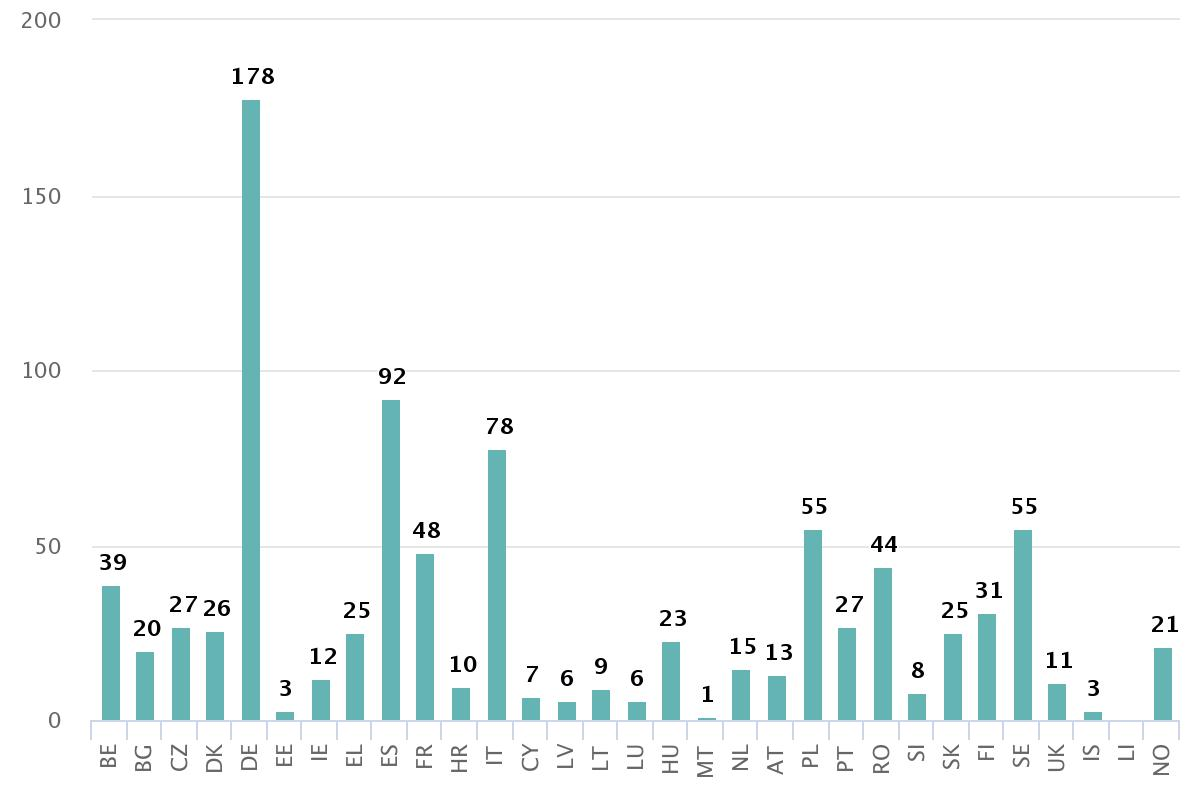 200
150
100
50
0
39
20
27
26
178
3
12
25
92
48
10
78
7
6
9
6
23
1
15
13
55
27
44
8
25
31
55
11
3
21
BE
BG
CZ
DK
DE
EE
IE
EL
ES
FR
HR
IT
CY
LV
LT
LU
HU
MT
NL
AT
PL
PT
RO
SI
SK
FI
SE
UK
IS
LI
NO